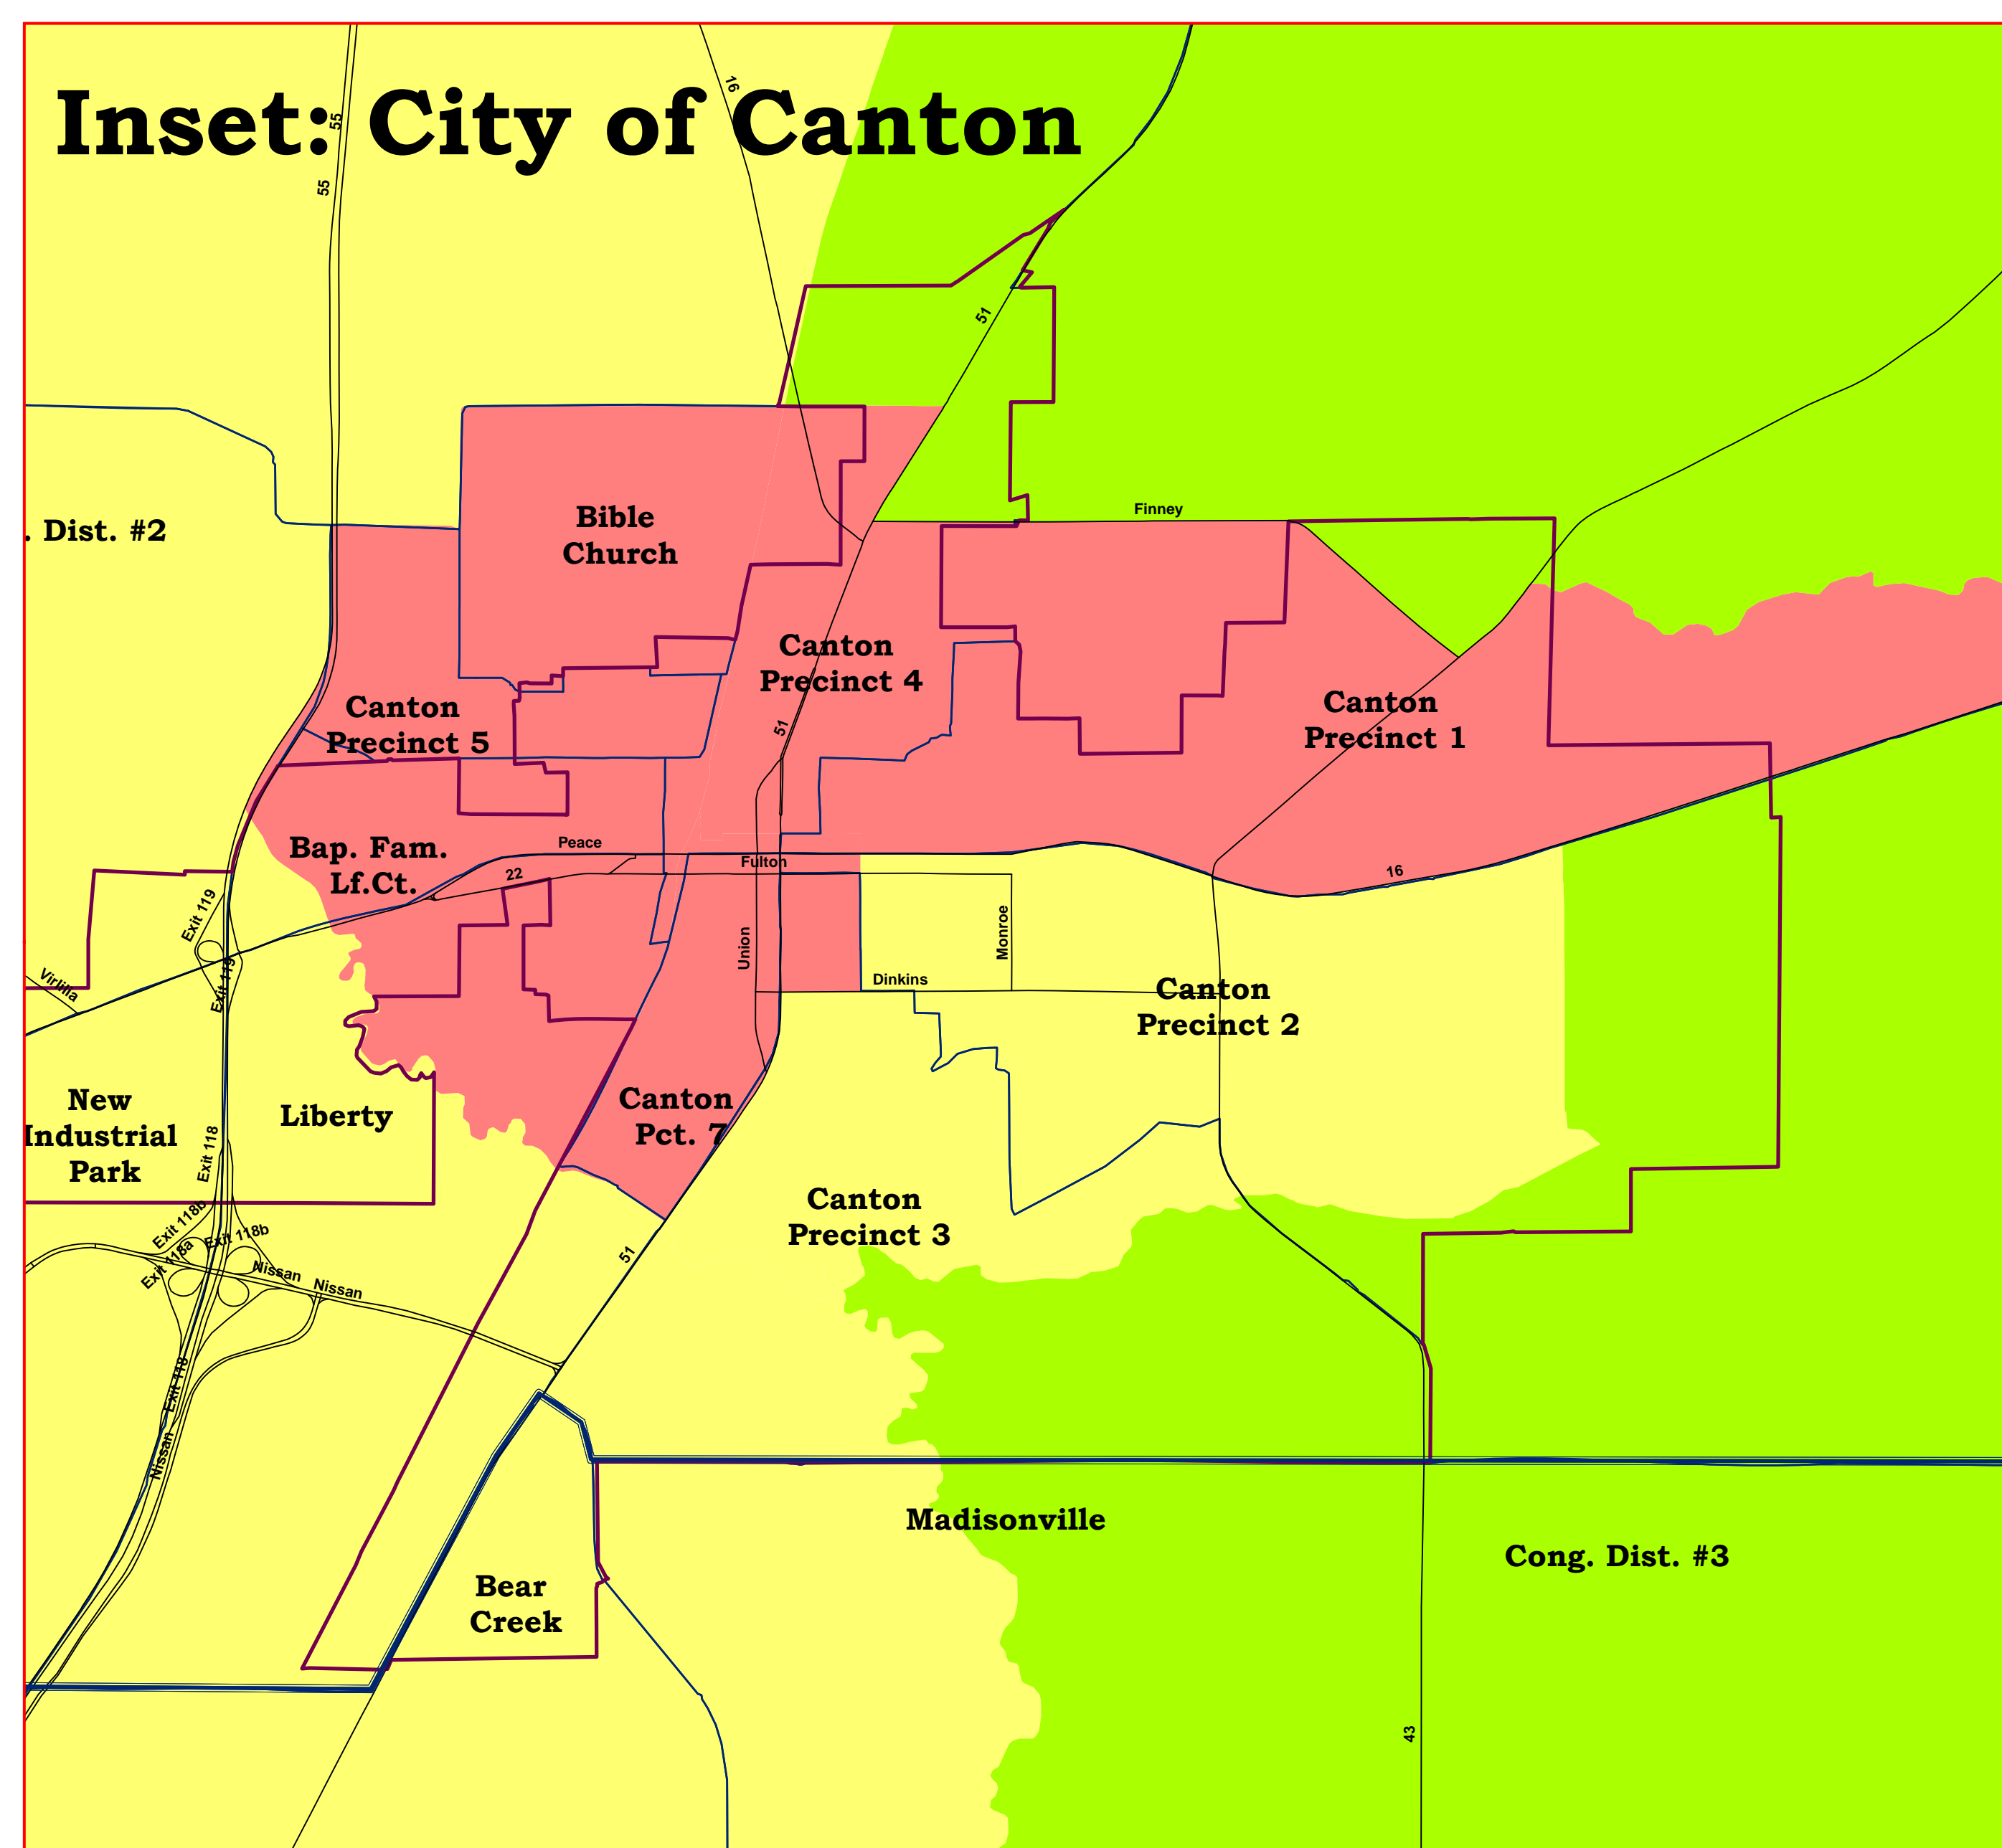 Inset: City of Canton
16
55
55
51
. Dist. #2
Bible
Church
Finney
Canton
Precinct 4
Canton
Precinct 5
Canton
Precinct 1
51
Bap. Fam.
Lf.Ct.
Peace
Fulton
22
16
Exit 119
Exit 119
Virlilla
Union
Monroe
Dinkins
Canton
Precinct 2
New
Industrial
Park
Liberty
Canton
Pct. 7
Exit 118
Canton
Precinct 3
Exit 118b
Exit 118b
Exit 118a
51
Nissan
Nissan
Exit 118
Nissan
Madisonville
Cong. Dist. #3
Bear
Creek
43